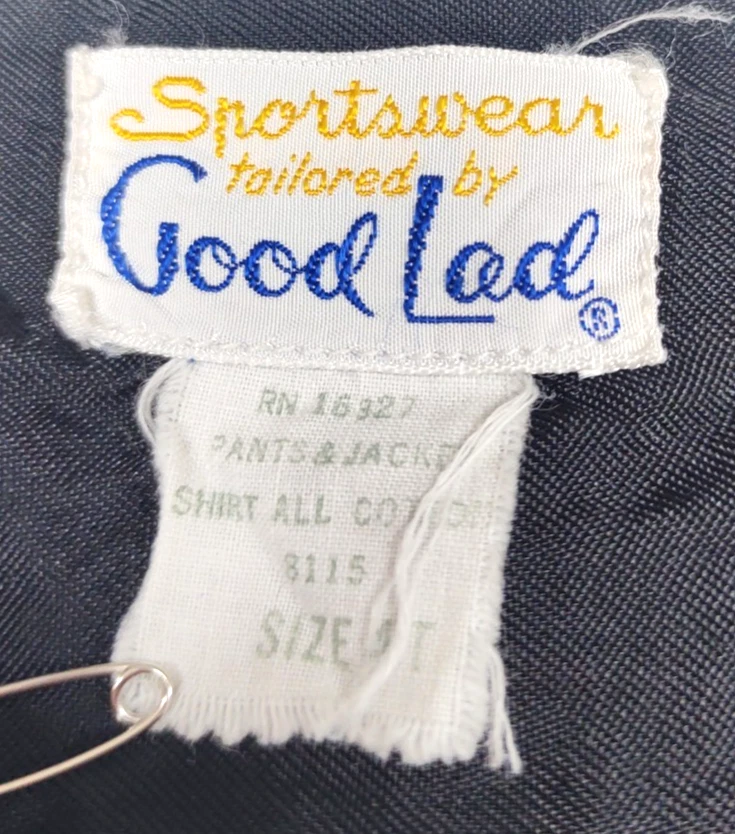 Sportswear
tailored by
Good Lad
®
RN 16327
PANTS & JACKE
SHIRT ALL
8115
SIZE